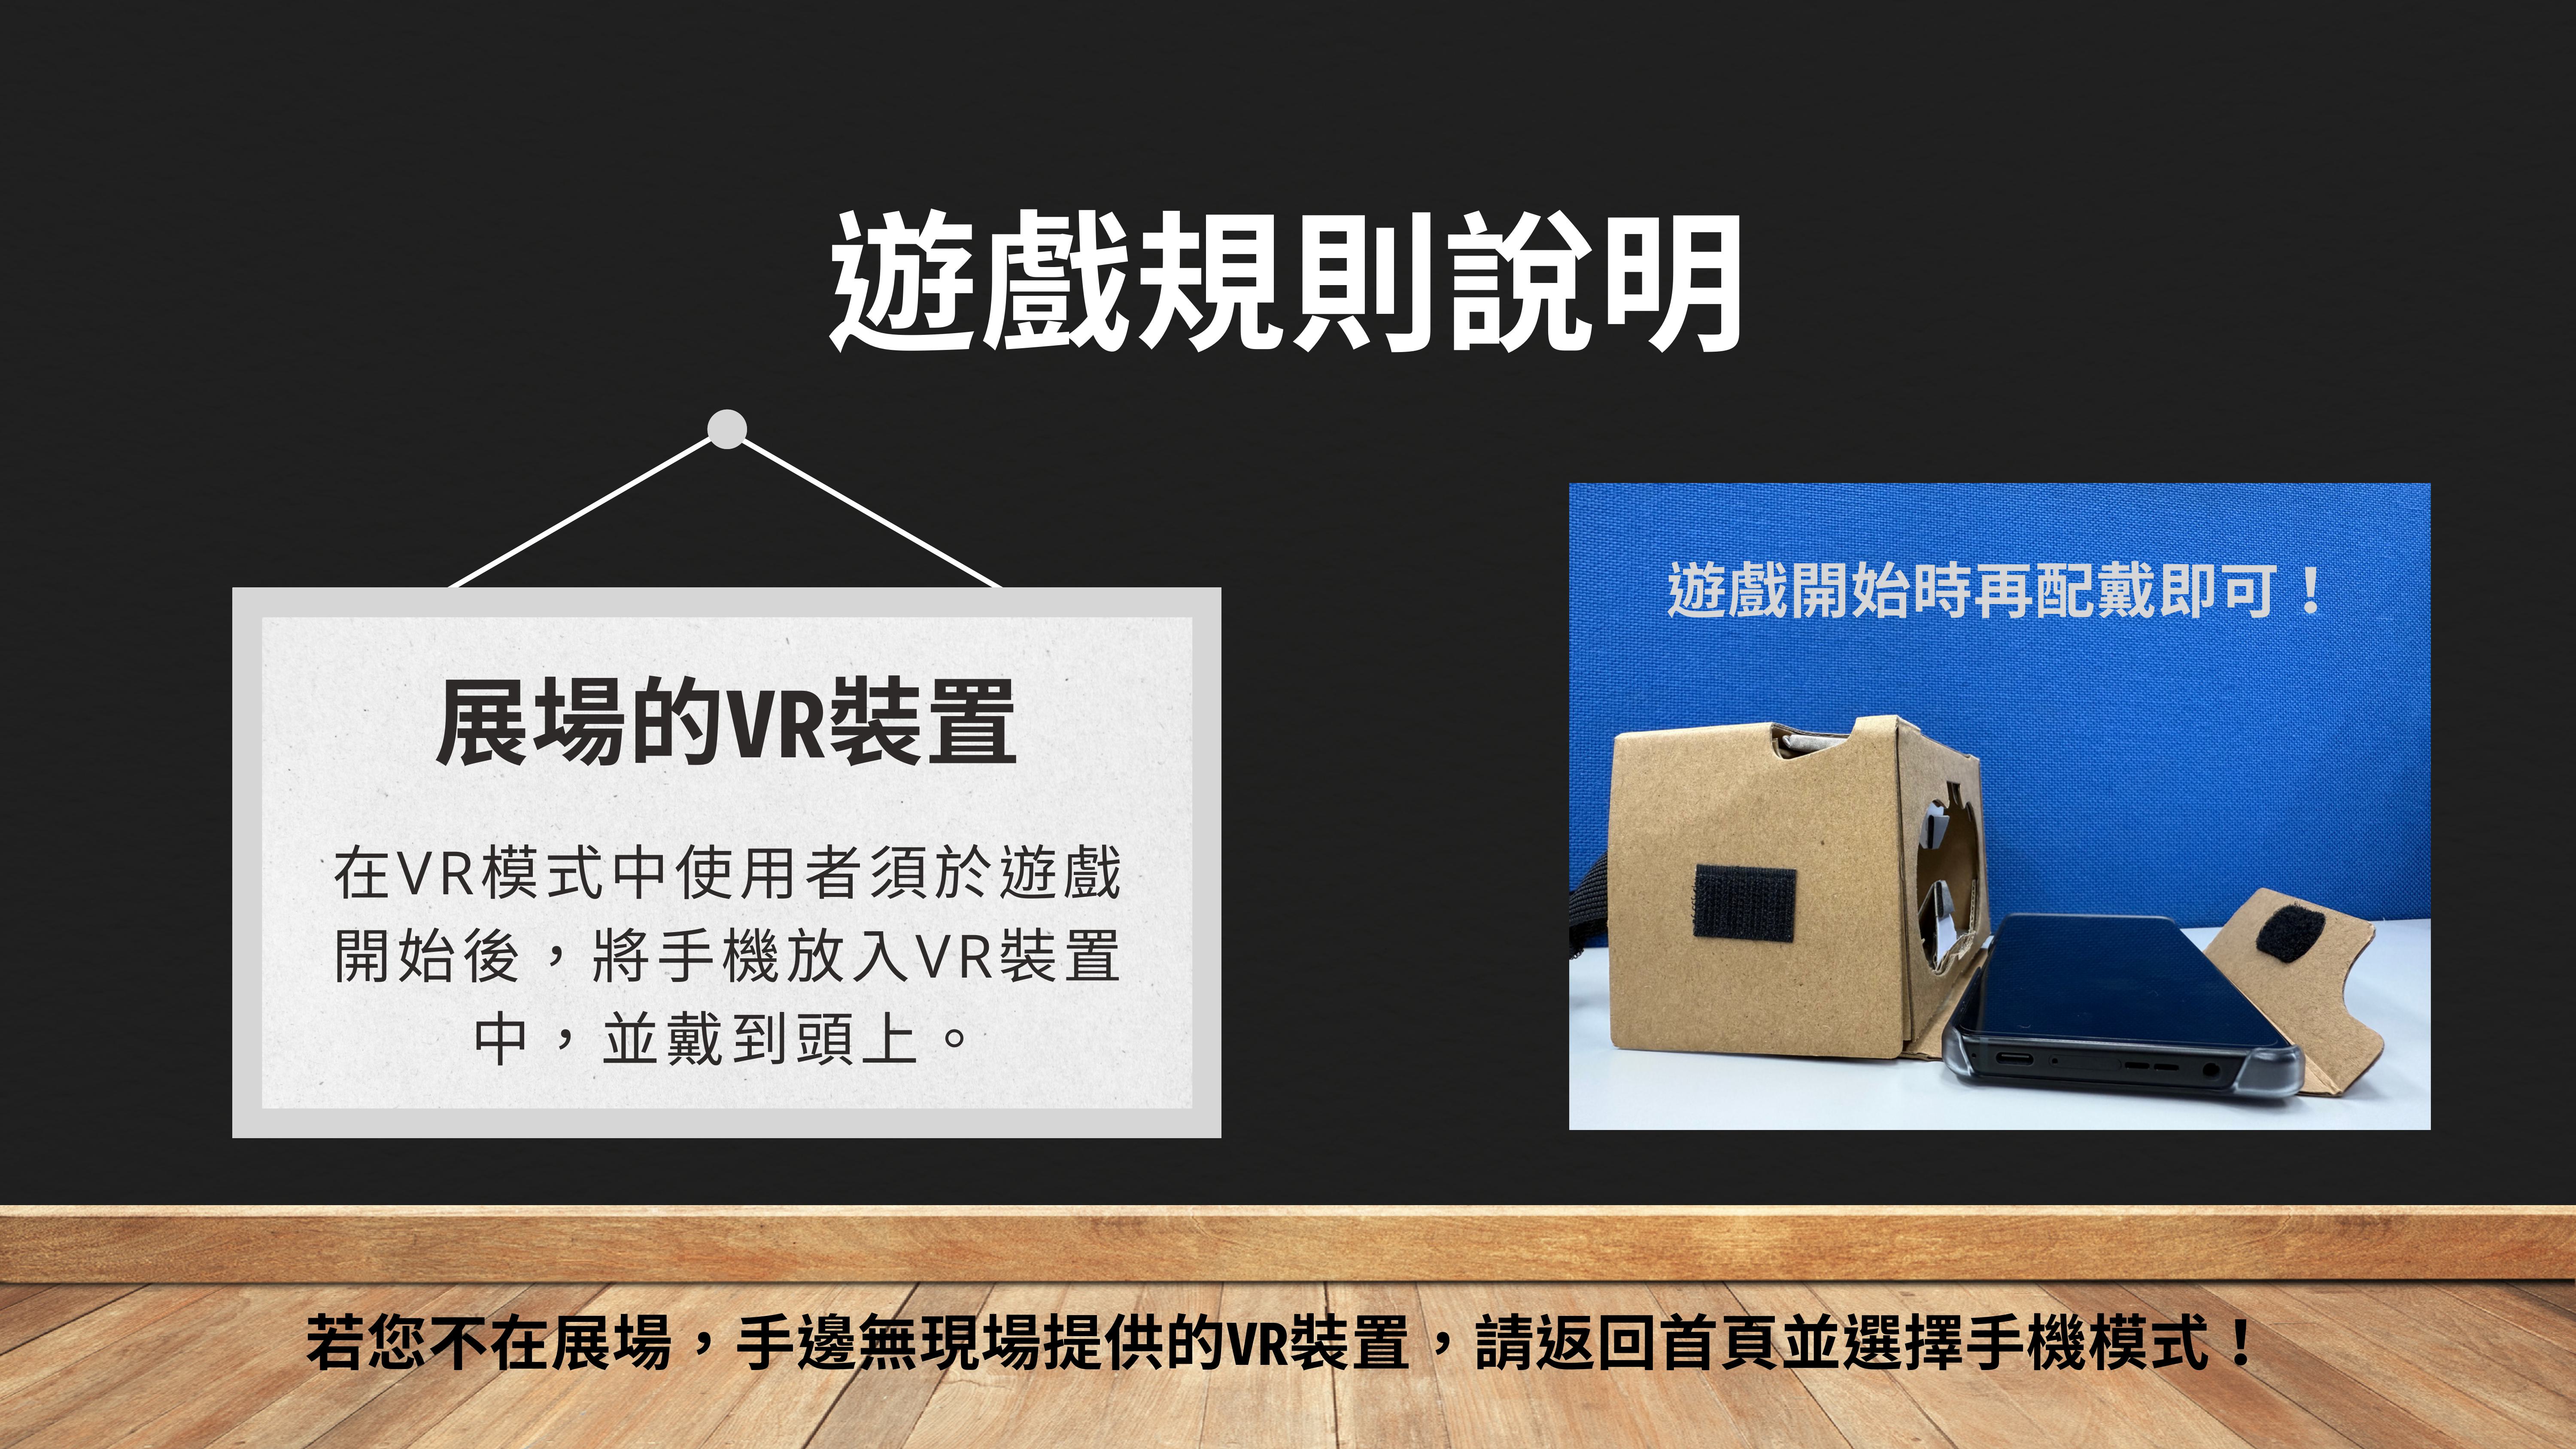 遊戲規則說明
展場的VR裝置
在VR模式中使用者須於遊戲
開始後，將手機放入VR裝置
中，並戴到頭上。
遊戲開始時再配戴即可！
若您不在展場，手邊無現場提供的VR裝置，請返回首頁並選擇手機模式！